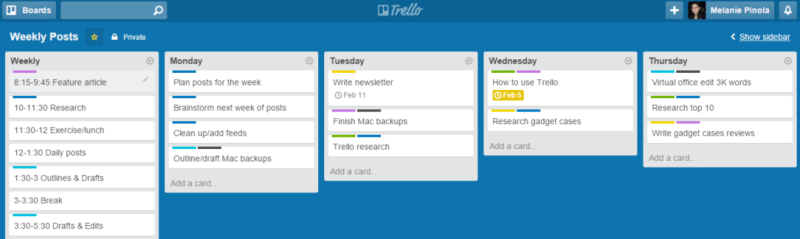 Boards
Trello
Melanie Pinola
Weekly Posts
Private
Show sidebar
Weekly
8:15-9:45 Feature article
10-11:30 Research
11:30-12 Exercise/lunch
12-1:30 Daily posts
1:30-3 Outlines & Drafts
3-3:30 Break
3:30-5:30 Drafts & Edits
Monday
Plan posts for the week
Brainstorm next week of posts
Clean up/add feeds
Outline/draft Mac backups
Add a card...
Tuesday
Write newsletter
Feb 11
Finish Mac backups
Trello research
Add a card...
Wednesday
How to use Trello
Feb 5
Research gadget cases
Add a card...
Thursday
Virtual office edit 3K words
Research top 10
Write gadget cases reviews
Add a card...